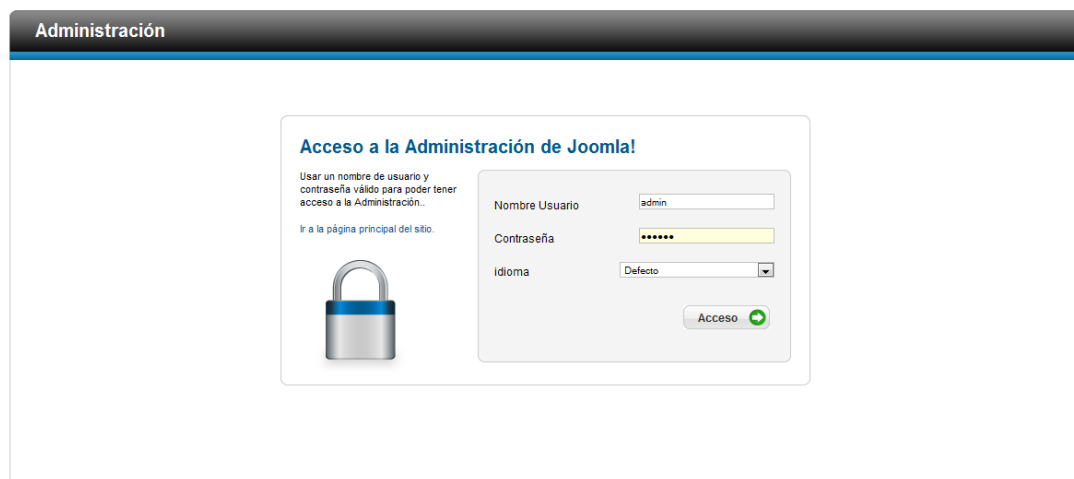 Administración
Acceso a la Administración de Joomla!
Usar un nombre de usuario y
contraseña válido para poder tener
acceso a la Administración..
Ir a la página principal del sitio.
Nombre Usuario
admin
Contraseña
••••••
idioma
Defecto
Acceso